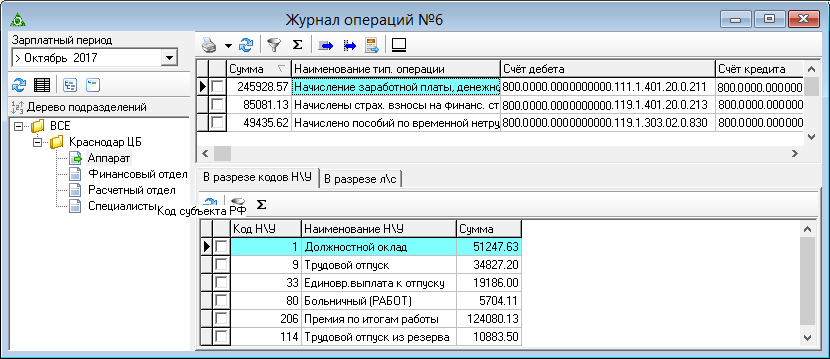 Журнал операций №6
Зарплатный период
> Октябрь 2017
Дерево подразделений
ВСЕ
Краснодар ЦБ
Аппарат
Финансовый отдел
Расчетный отдел
Специалисты
Код субъекта РФ
Сумма Наименование тип. операции Счёт дебета Счёт кредита
245928.57 Начисление заработной платы, денежно 800.0000.0000000000.111.1.401.20.0.211 800.0000.000000
85081.13 Начислены страх. взносы на финанс. ст 800.0000.0000000000.119.1.401.20.0.213 800.0000.000000
49435.62 Начислено пособий по временной нетру 800.0000.0000000000.119.1.303.02.0.830 800.0000.000000
В разрезе кодов Н\У В разрезе л\с
Код Н\У Наименование Н\У Сумма
1 Должностной оклад 51247.63
9 Трудовой отпуск 34827.20
33 Единовр.выплата к отпуску 19186.00
80 Больничный (РАБОТ) 5704.11
206 Премия по итогам работы 124080.13
114 Трудовой отпуск из резерва 10883.50